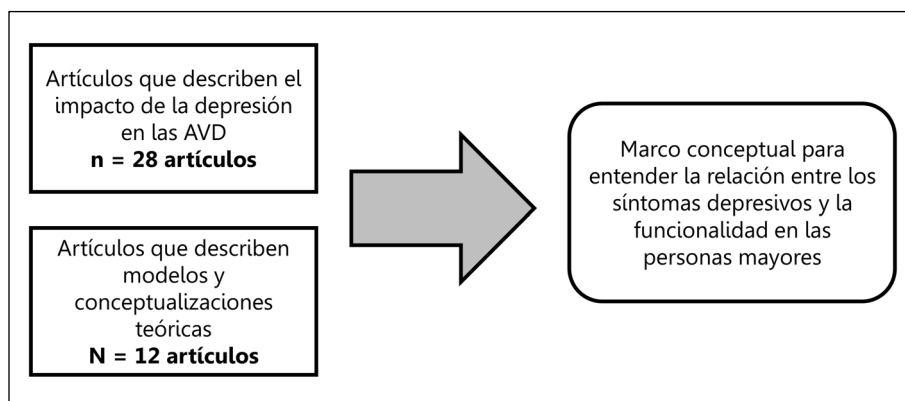 Artículos que describen el
impacto de la depresión
en las AVD
n = 28 artículos
Artículos que describen
modelos y
conceptualizaciones
teóricas
N = 12 artículos
Marco conceptual para
entender la relación entre los
síntomas depresivos y la
funcionalidad en las
personas mayores